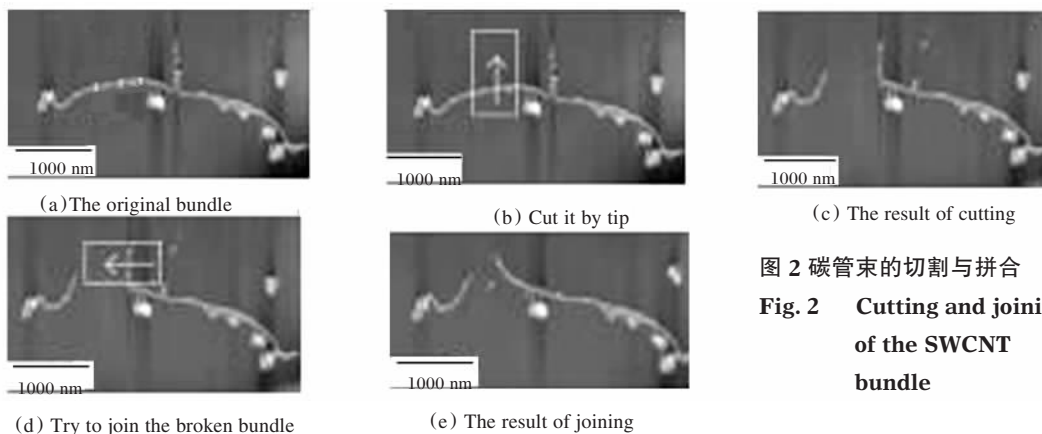 1000 nm
1000 nm
1000 nm
(a)The original bundle
(b) Cut it by tip
(c) The result of cutting
1000 nm
1000 nm
(d) Try to join the broken bundle
(e) The result of joining
图 2 碳管束的切割与拼合
Fig. 2 Cutting and joini
of the SWCNT
bundle